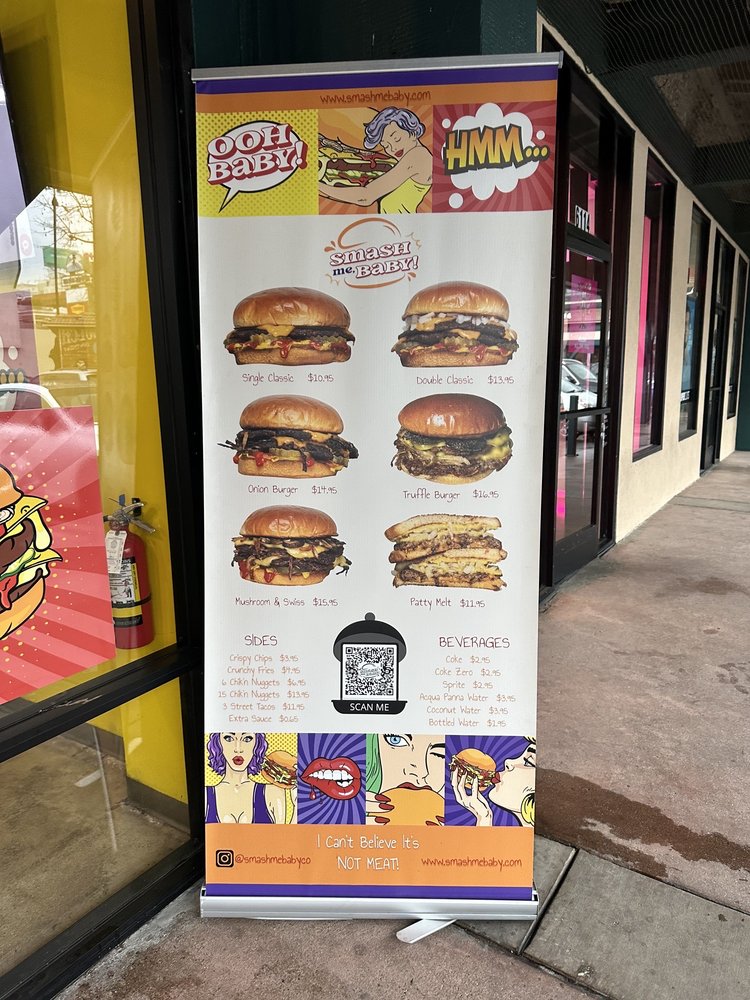 www.smashmebaby.com
OOH
BaBY!
HMM...
SMASH
me, BABY!
Single Classic $10.95
Double Classic $13.95
Onion Burger $14.95
Truffle Burger $16.95
Mushroom & Swiss $15.95
Patty Melt $11.95
SIDES
Crispy Chips $3.95
Crunchy Fries $4.95
6 Chik'n Nuggets $6.95
15 Chik'n Nuggets $13.95
3 Street Tacos $11.95
Extra Sauce $0.65
SCAN ME
BEVERAGES
Coke $2.95
Coke Zero $2.95
Sprite $2.95
Acqua Panna Water $3.95
Coconut Water $3.95
Bottled Water $1.95
I Can't Believe It's
NOT MEAT!
@smashmebabyco
www.smashmebaby.com
6114